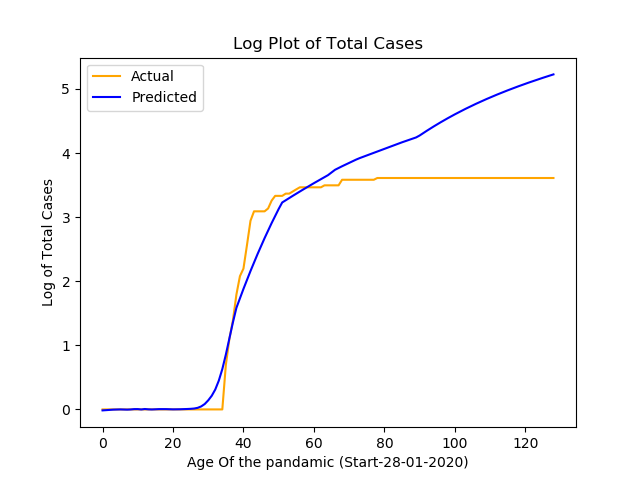 Log Plot of Total Cases
Actual
Predicted
Log of Total Cases
5
4
3
2
1
0
0 20 40 60 80 100 120
Age Of the pandamic (Start-28-01-2020)